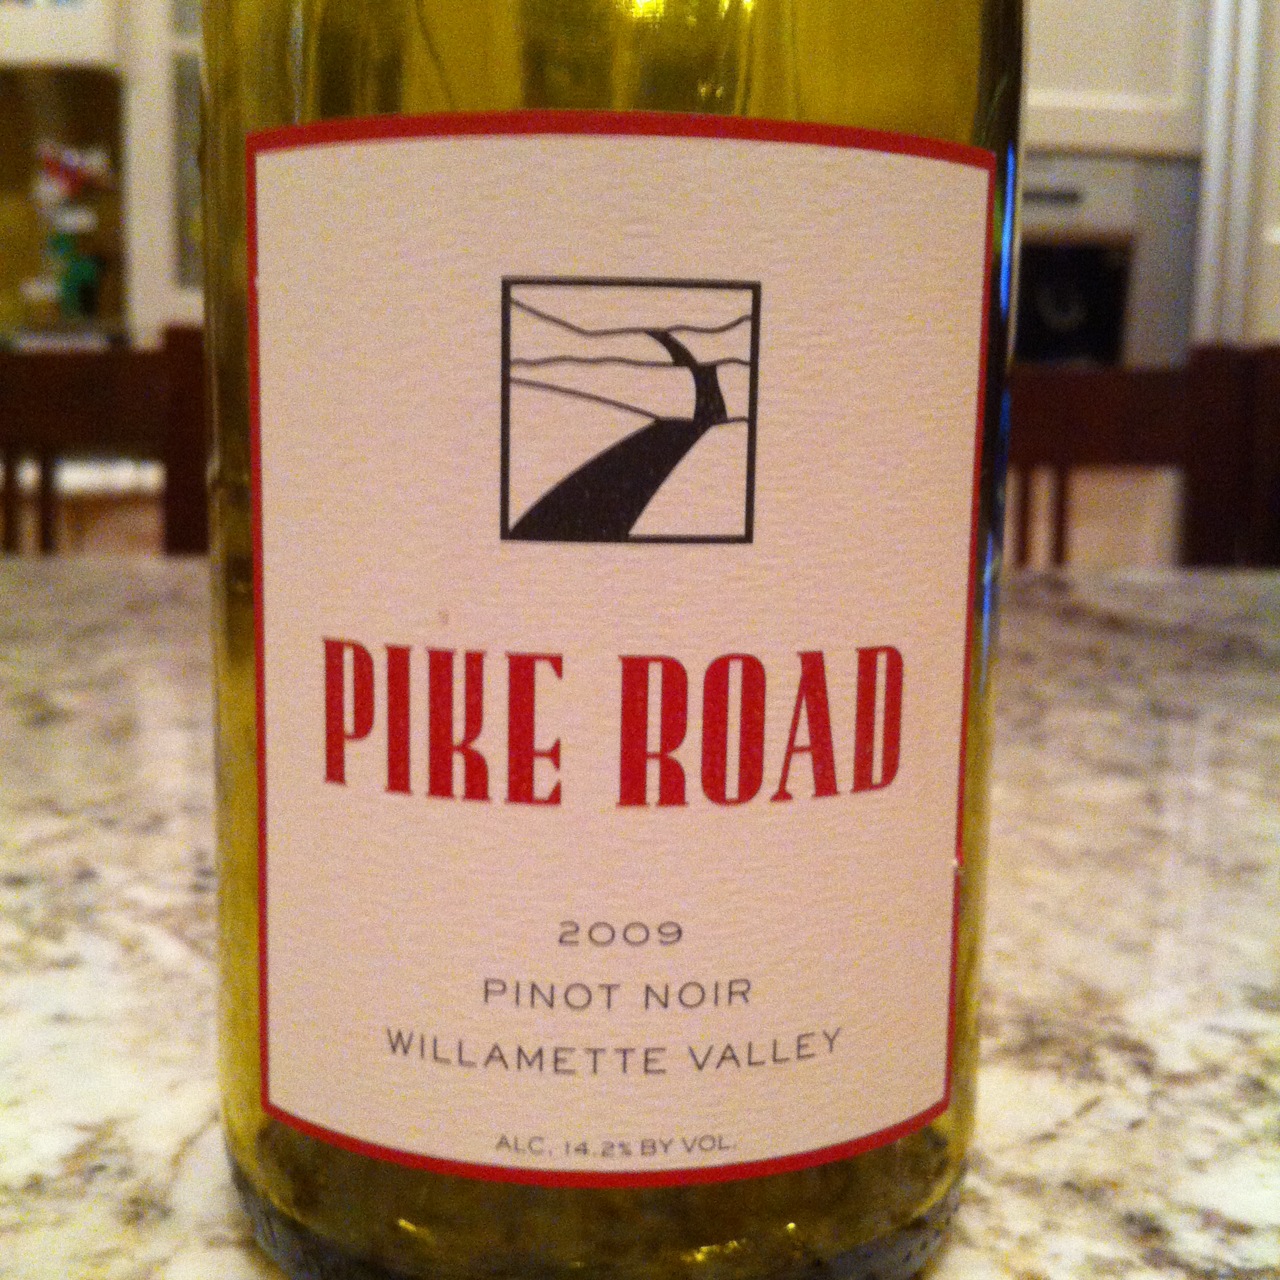 PIKE ROAD
2009
PINOT NOIR
WILLAMETTE VALLEY
ALC. 14.2% BY VOL.